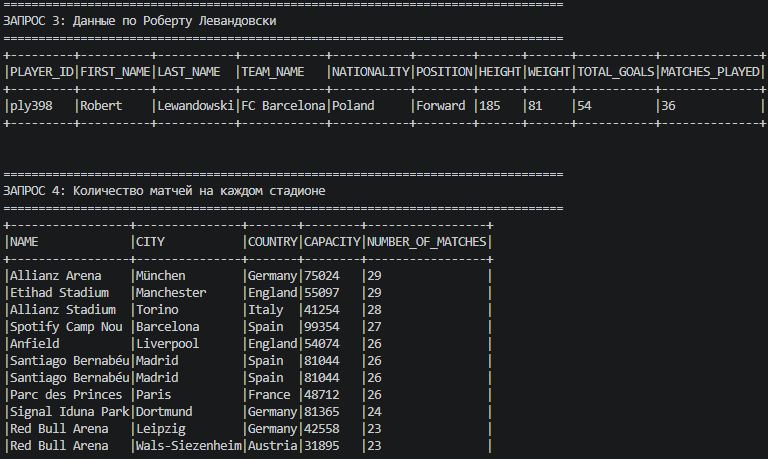 ================================================================================
ЗАПРОС 3: Данные по Роберту Левандовски
================================================================================
+---------+----------+-----------+------------+-----------+--------+------+------+-----------+--------------+
|PLAYER_ID|FIRST_NAME|LAST_NAME  |TEAM_NAME   |NATIONALITY|POSITION|HEIGHT|WEIGHT|TOTAL_GOALS|MATCHES_PLAYED|
+---------+----------+-----------+------------+-----------+--------+------+------+-----------+--------------+
|ply398   |Robert    |Lewandowski|FC Barcelona|Poland     |Forward |185   |81    |54         |36            |
+---------+----------+-----------+------------+-----------+--------+------+------+-----------+--------------+
================================================================================
ЗАПРОС 4: Количество матчей на каждом стадионе
================================================================================
+-----------------+---------------+-------+--------+-----------------+
|NAME             |CITY           |COUNTRY|CAPACITY|NUMBER_OF_MATCHES|
+-----------------+---------------+-------+--------+-----------------+
|Allianz Arena    |München        |Germany|75024   |29               |
|Etihad Stadium   |Manchester     |England|55097   |29               |
|Allianz Stadium  |Torino         |Italy  |41254   |28               |
|Spotify Camp Nou |Barcelona      |Spain  |99354   |27               |
|Anfield          |Liverpool      |England|54074   |26               |
|Santiago Bernabéu|Madrid         |Spain  |81044   |26               |
|Santiago Bernabéu|Madrid         |Spain  |81044   |26               |
|Parc des Princes |Paris          |France |48712   |26               |
|Signal Iduna Park|Dortmund       |Germany|81365   |24               |
|Red Bull Arena   |Leipzig        |Germany|42558   |23               |
|Red Bull Arena   |Wals-Siezenheim|Austria|31895   |23               |